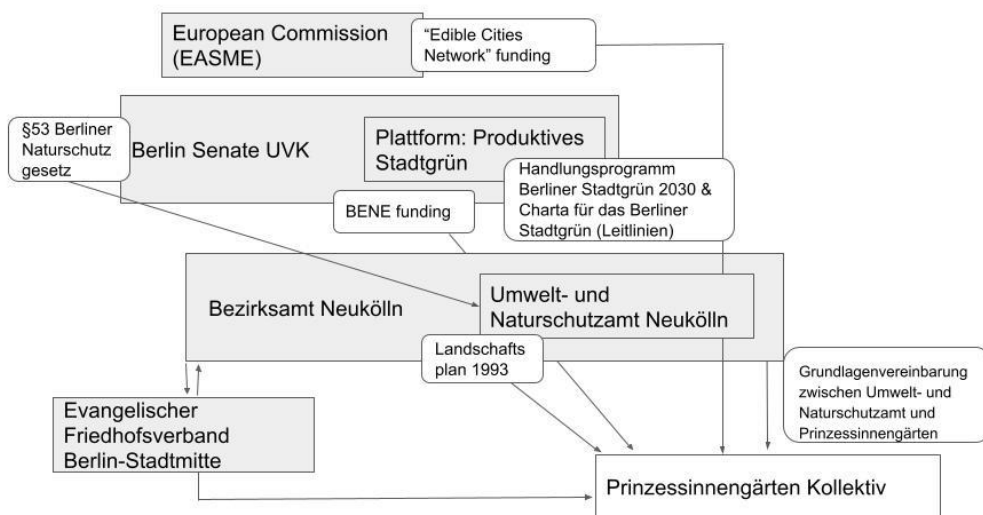 European Commission
(EASME)
“Edible Cities
Network” funding
§53 Berliner
Naturschutz
gesetz
Berlin Senate UVK
Plattform: Produktives
Stadtgrün
Handlungsprogramm
Berliner Stadtgrün 2030 &
Charta für das Berliner
Stadtgrün (Leitlinien)
BENE funding
Bezirksamt Neukölln
Umwelt- und
Naturschutzamt Neukölln
Landschafts
plan 1993
Grundlagenvereinbarung
zwischen Umwelt- und
Naturschutzamt und
Prinzessinnengärten
Evangelischer
Friedhofsverband
Berlin-Stadtmitte
Prinzessinnengärten Kollektiv